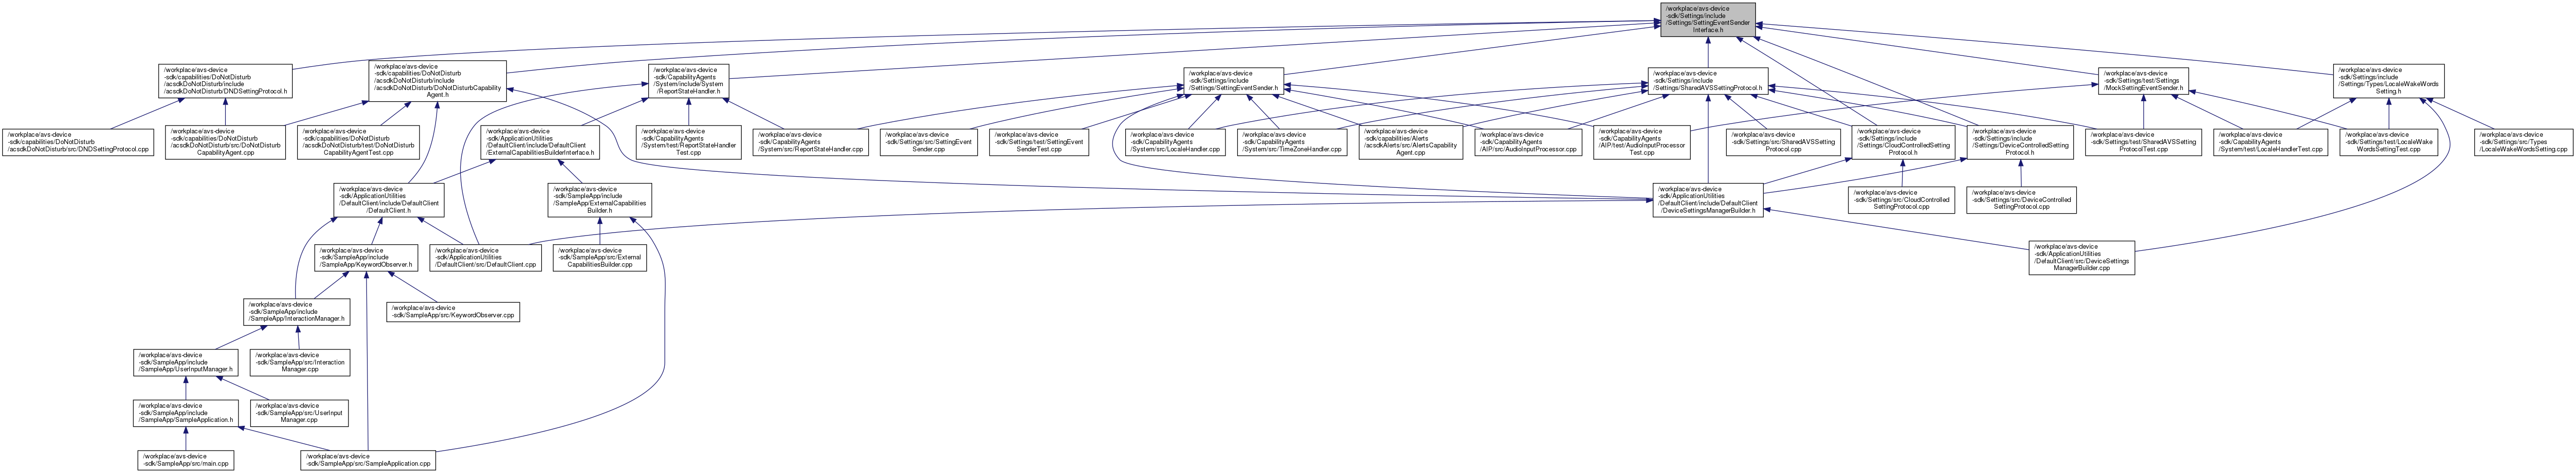 /workplace/avs-device
-sdk/Settings/include
/Settings/SettingEventSender
Interface.h
/workplace/avs-device
-sdk/capabilities/DoNotDisturb
/acsdkDoNotDisturb/include
/acsdkDoNotDisturb/DNDSettingProtocol.h
/workplace/avs-device
-sdk/capabilities/DoNotDisturb
/acsdkDoNotDisturb/include
/acsdkDoNotDisturb/DoNotDisturbCapability
Agent.h
/workplace/avs-device
-sdk/CapabilityAgents
/System/include/System
/ReportStateHandler.h
/workplace/avs-device
-sdk/Settings/include
/Settings/SettingEventSender.h
/workplace/avs-device
-sdk/Settings/include
/Settings/SharedAVSSettingProtocol.h
/workplace/avs-device
-sdk/Settings/test/Settings
/MockSettingEventSender.h
/workplace/avs-device
-sdk/Settings/include
/Settings/Types/LocaleWakeWords
Setting.h
/workplace/avs-device
-sdk/capabilities/DoNotDisturb
/acsdkDoNotDisturb/src/DNDSettingProtocol.cpp
/workplace/avs-device
-sdk/capabilities/DoNotDisturb
/acsdkDoNotDisturb/src/DoNotDisturb
CapabilityAgent.cpp
/workplace/avs-device
-sdk/capabilities/DoNotDisturb
/acsdkDoNotDisturb/test/DoNotDisturb
CapabilityAgentTest.cpp
/workplace/avs-device
-sdk/ApplicationUtilities
/DefaultClient/include/DefaultClient
/ExternalCapabilitiesBuilderInterface.h
/workplace/avs-device
-sdk/CapabilityAgents
/System/test/ReportStateHandler
Test.cpp
/workplace/avs-device
-sdk/CapabilityAgents
/System/src/ReportStateHandler.cpp
/workplace/avs-device
-sdk/Settings/src/SettingEvent
Sender.cpp
/workplace/avs-device
-sdk/Settings/test/SettingEvent
SenderTest.cpp
/workplace/avs-device
-sdk/CapabilityAgents
/System/src/LocaleHandler.cpp
/workplace/avs-device
-sdk/CapabilityAgents
/System/src/TimeZoneHandler.cpp
/workplace/avs-device
-sdk/capabilities/Alerts
/acsdkAlerts/src/AlertsCapability
Agent.cpp
/workplace/avs-device
-sdk/CapabilityAgents
/AIP/src/AudioInputProcessor.cpp
/workplace/avs-device
-sdk/CapabilityAgents
/AIP/test/AudioInputProcessor
Test.cpp
/workplace/avs-device
-sdk/Settings/src/SharedAVSSetting
Protocol.cpp
/workplace/avs-device
-sdk/Settings/include
/Settings/CloudControlledSetting
Protocol.h
/workplace/avs-device
-sdk/Settings/include
/Settings/DeviceControlledSetting
Protocol.h
/workplace/avs-device
-sdk/Settings/test/SharedAVSSetting
ProtocolTest.cpp
/workplace/avs-device
-sdk/CapabilityAgents
/System/test/LocaleHandlerTest.cpp
/workplace/avs-device
-sdk/Settings/test/LocaleWake
WordsSettingTest.cpp
/workplace/avs-device
-sdk/Settings/src/Types
/LocaleWakeWordsSetting.cpp
/workplace/avs-device
-sdk/ApplicationUtilities
/DefaultClient/include/DefaultClient
/DefaultClient.h
/workplace/avs-device
-sdk/SampleApp/include
/SampleApp/ExternalCapabilities
Builder.h
/workplace/avs-device
-sdk/ApplicationUtilities
/DefaultClient/include/DefaultClient
/DeviceSettingsManagerBuilder.h
/workplace/avs-device
-sdk/Settings/src/CloudControlled
SettingProtocol.cpp
/workplace/avs-device
-sdk/Settings/src/DeviceControlled
SettingProtocol.cpp
/workplace/avs-device
-sdk/SampleApp/include
/SampleApp/KeywordObserver.h
/workplace/avs-device
-sdk/ApplicationUtilities
/DefaultClient/src/DefaultClient.cpp
/workplace/avs-device
-sdk/SampleApp/src/External
CapabilitiesBuilder.cpp
/workplace/avs-device
-sdk/ApplicationUtilities
/DefaultClient/src/DeviceSettings
ManagerBuilder.cpp
/workplace/avs-device
-sdk/SampleApp/include
/SampleApp/InteractionManager.h
/workplace/avs-device
-sdk/SampleApp/src/KeywordObserver.cpp
/workplace/avs-device
-sdk/SampleApp/include
/SampleApp/UserInputManager.h
/workplace/avs-device
-sdk/SampleApp/src/Interaction
Manager.cpp
/workplace/avs-device
-sdk/SampleApp/include
/SampleApp/SampleApplication.h
/workplace/avs-device
-sdk/SampleApp/src/UserInput
Manager.cpp
/workplace/avs-device
-sdk/SampleApp/src/main.cpp
/workplace/avs-device
-sdk/SampleApp/src/SampleApplication.cpp